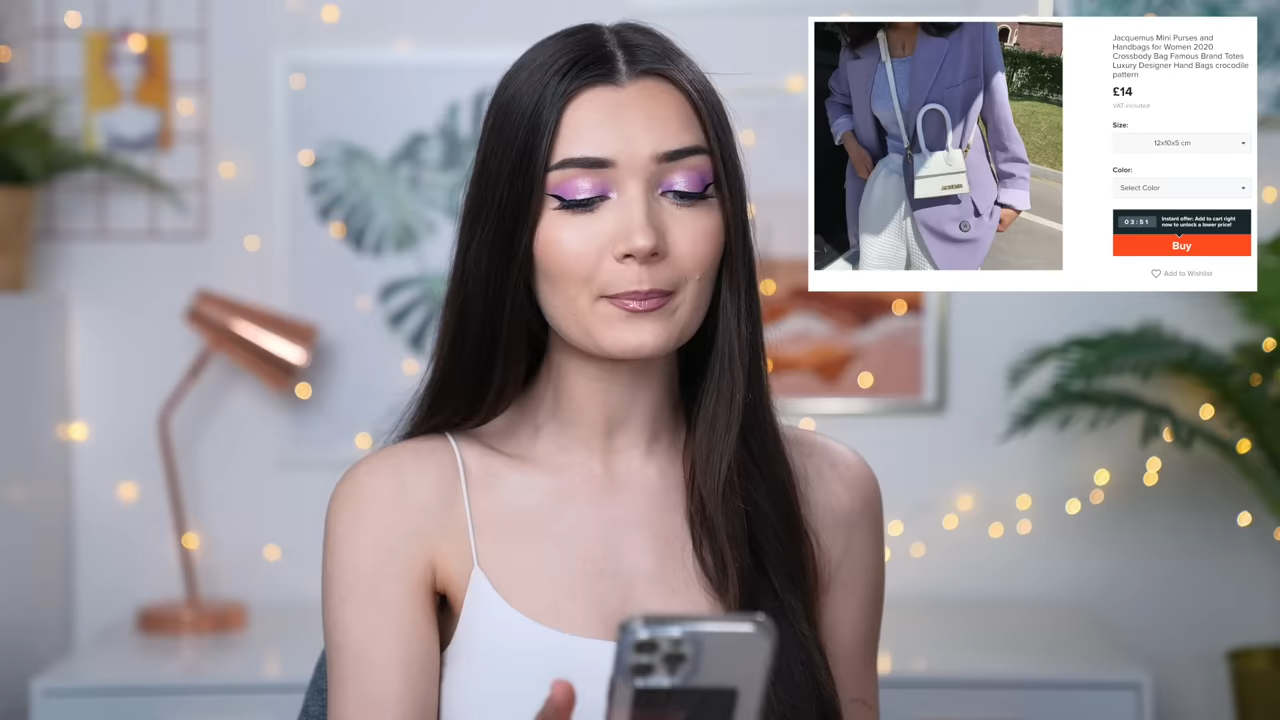 Jacquemus Mini Purses and
Handbags for Women 2020
Crossbody Bag Famous Brand Totes
Luxury Designer Hand Bags crocodile
pattern
£14
VAT included
Size:
12x10x5 cm
Color:
Select Color
03:51
Instant offer: Add to cart right
now to unlock a lower price!
Buy
Add to Wishlist
JACQUEMUS